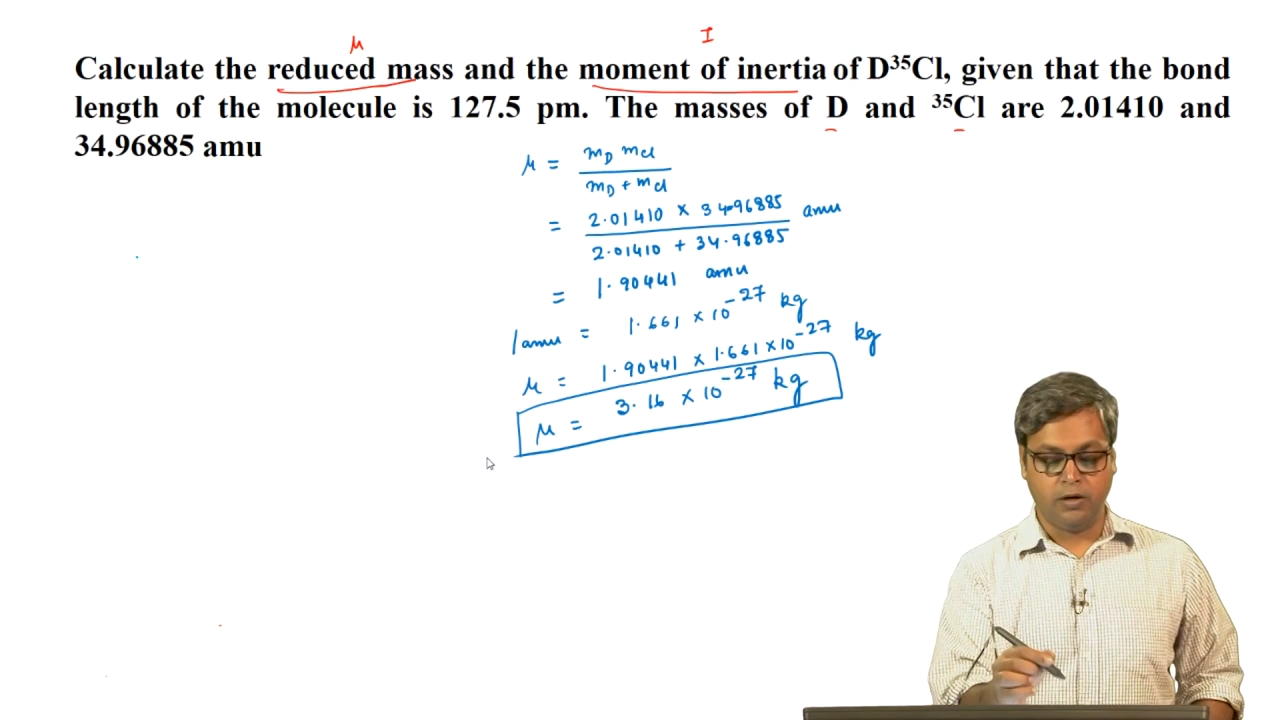 μ
I
Calculate the reduced mass and the moment of inertia of D³⁵Cl, given that the bond
length of the molecule is 127.5 pm. The masses of D and ³⁵Cl are 2.01410 and
34.96885 amu
μ = m_D m_Cl / m_D + m_Cl
= 2.01410 × 34.96885 / 2.01410 + 34.96885 amu
= 1.90441 amu
1 amu = 1.661 × 10⁻²⁷ kg
μ = 1.90441 × 1.661 × 10⁻²⁷ kg
μ = 3.16 × 10⁻²⁷ kg